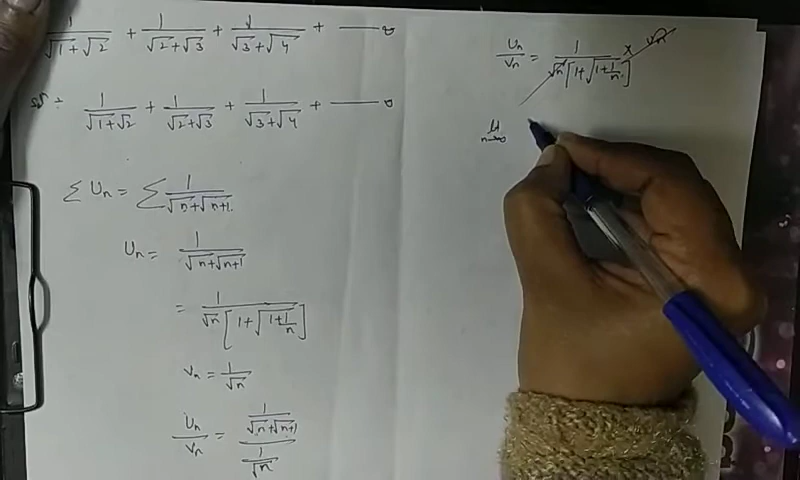 1/(√1+√2) + 1/(√2+√3) + 1/(√3+√4) + —— ∞
sol: 1/(√1+√2) + 1/(√2+√3) + 1/(√3+√4) + —— ∞
Σ Un = Σ 1/(√n+√n+1)
Un = 1/(√n+√n+1)
= 1/(√n[1+√(1+1/n)])
Vn = 1/√n
Un/Vn = (1/(√n+√n+1))/(1/√n)
Un/Vn = 1/(√n[1+√(1+1/n)]) × √n
lt n→∞